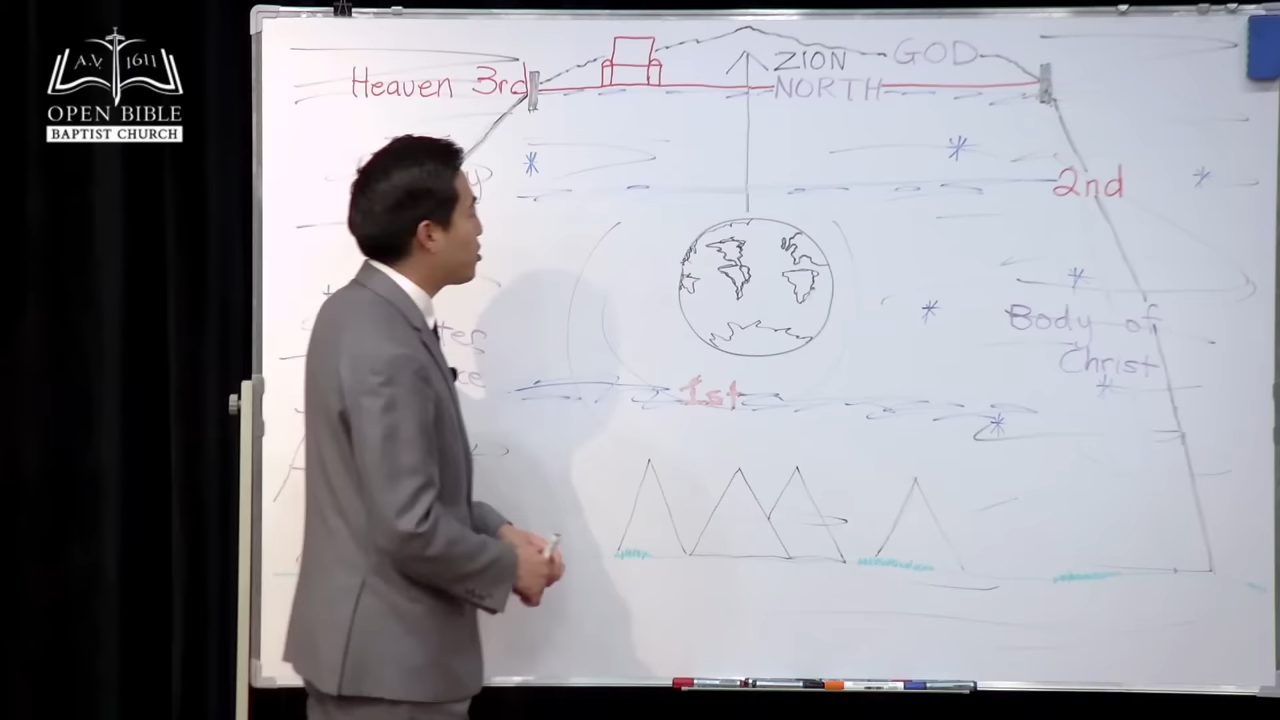 A.V. 1611
OPEN BIBLE
BAPTIST CHURCH
ZION GOD
Heaven 3rd NORTH
2nd
Body of
Christ
1st